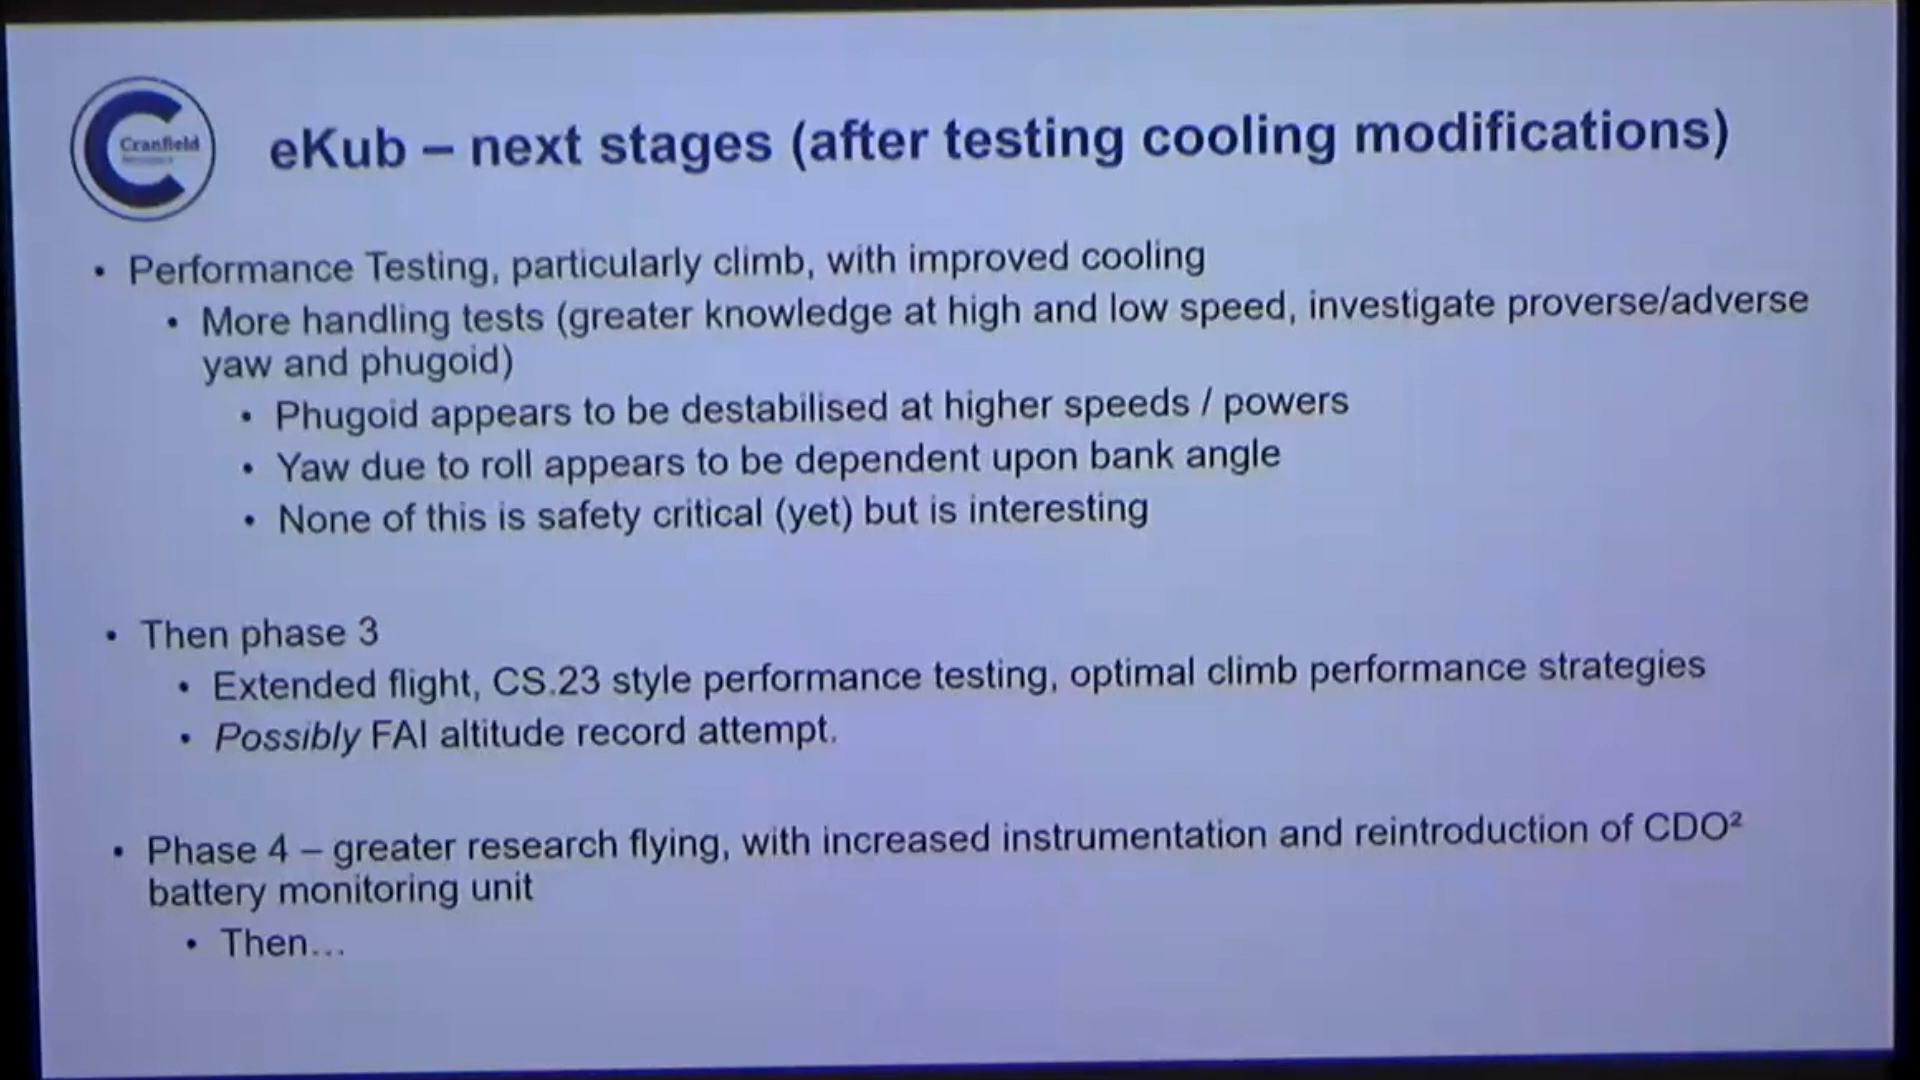 Cranfield
eKub – next stages (after testing cooling modifications)
• Performance Testing, particularly climb, with improved cooling
• More handling tests (greater knowledge at high and low speed, investigate proverse/adverse
yaw and phugoid)
• Phugoid appears to be destabilised at higher speeds / powers
• Yaw due to roll appears to be dependent upon bank angle
• None of this is safety critical (yet) but is interesting
• Then phase 3
• Extended flight, CS.23 style performance testing, optimal climb performance strategies
• Possibly FAI altitude record attempt.
• Phase 4 – greater research flying, with increased instrumentation and reintroduction of CDO²
battery monitoring unit
• Then…